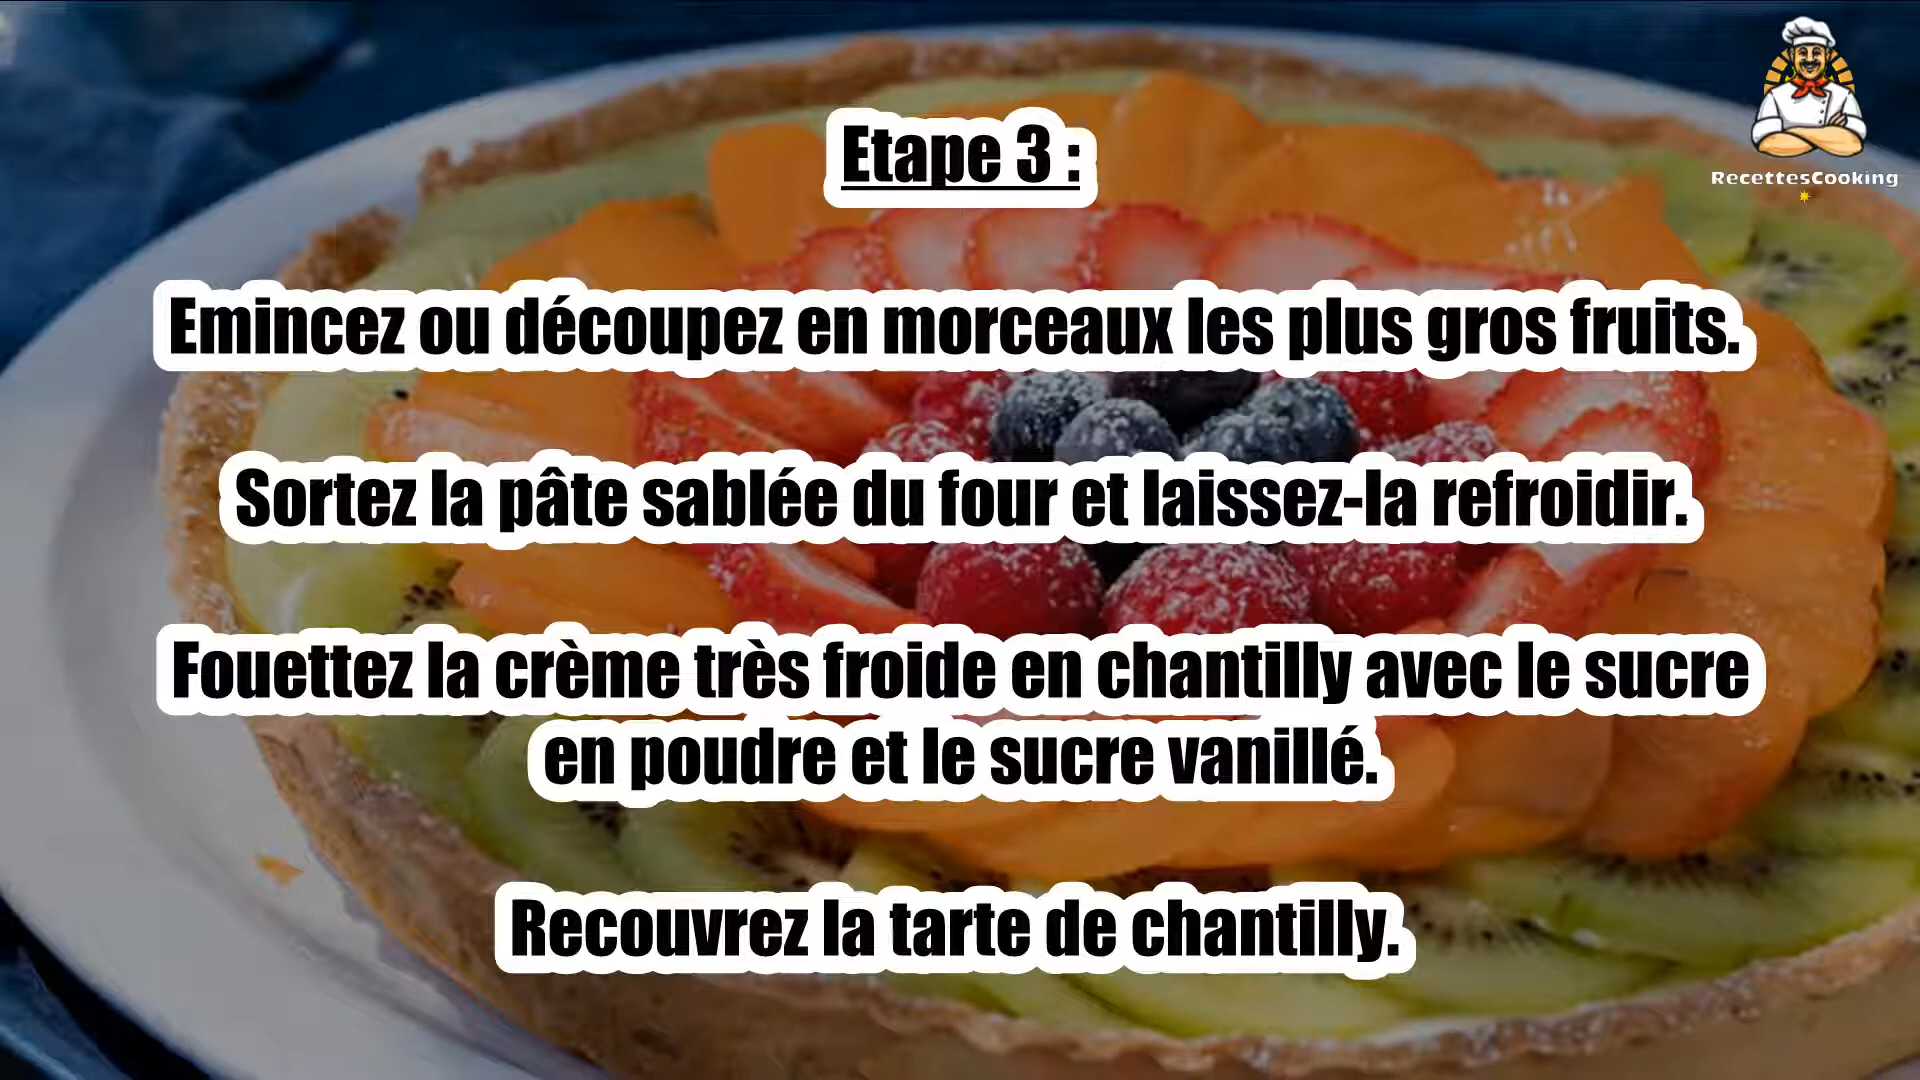 RecettesCooking
Etape 3 :
Emincez ou découpez en morceaux les plus gros fruits.
Sortez la pâte sablée du four et laissez-la refroidir.
Fouettez la crème très froide en chantilly avec le sucre
en poudre et le sucre vanillé.
Recouvrez la tarte de chantilly.